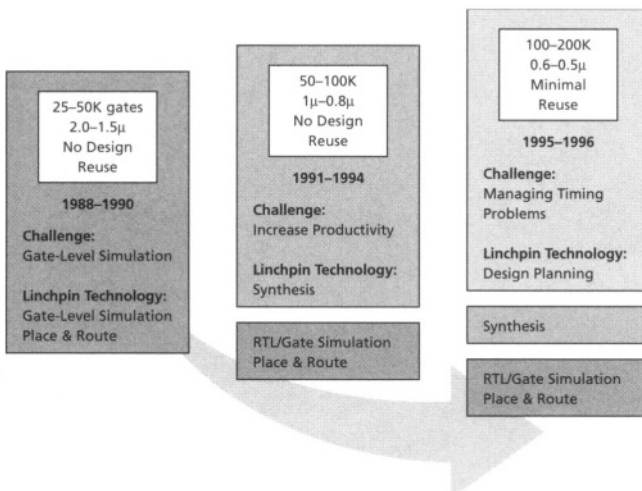 25–50K gates
2.0–1.5μ
No Design
Reuse
1988–1990
Challenge:
Gate-Level Simulation
Linchpin Technology:
Gate-Level Simulation
Place & Route
50–100K
1μ–0.8μ
No Design
Reuse
1991–1994
Challenge:
Increase Productivity
Linchpin Technology:
Synthesis
RTL/Gate Simulation
Place & Route
100–200K
0.6–0.5μ
Minimal
Reuse
1995–1996
Challenge:
Managing Timing
Problems
Linchpin Technology:
Design Planning
Synthesis
RTL/Gate Simulation
Place & Route